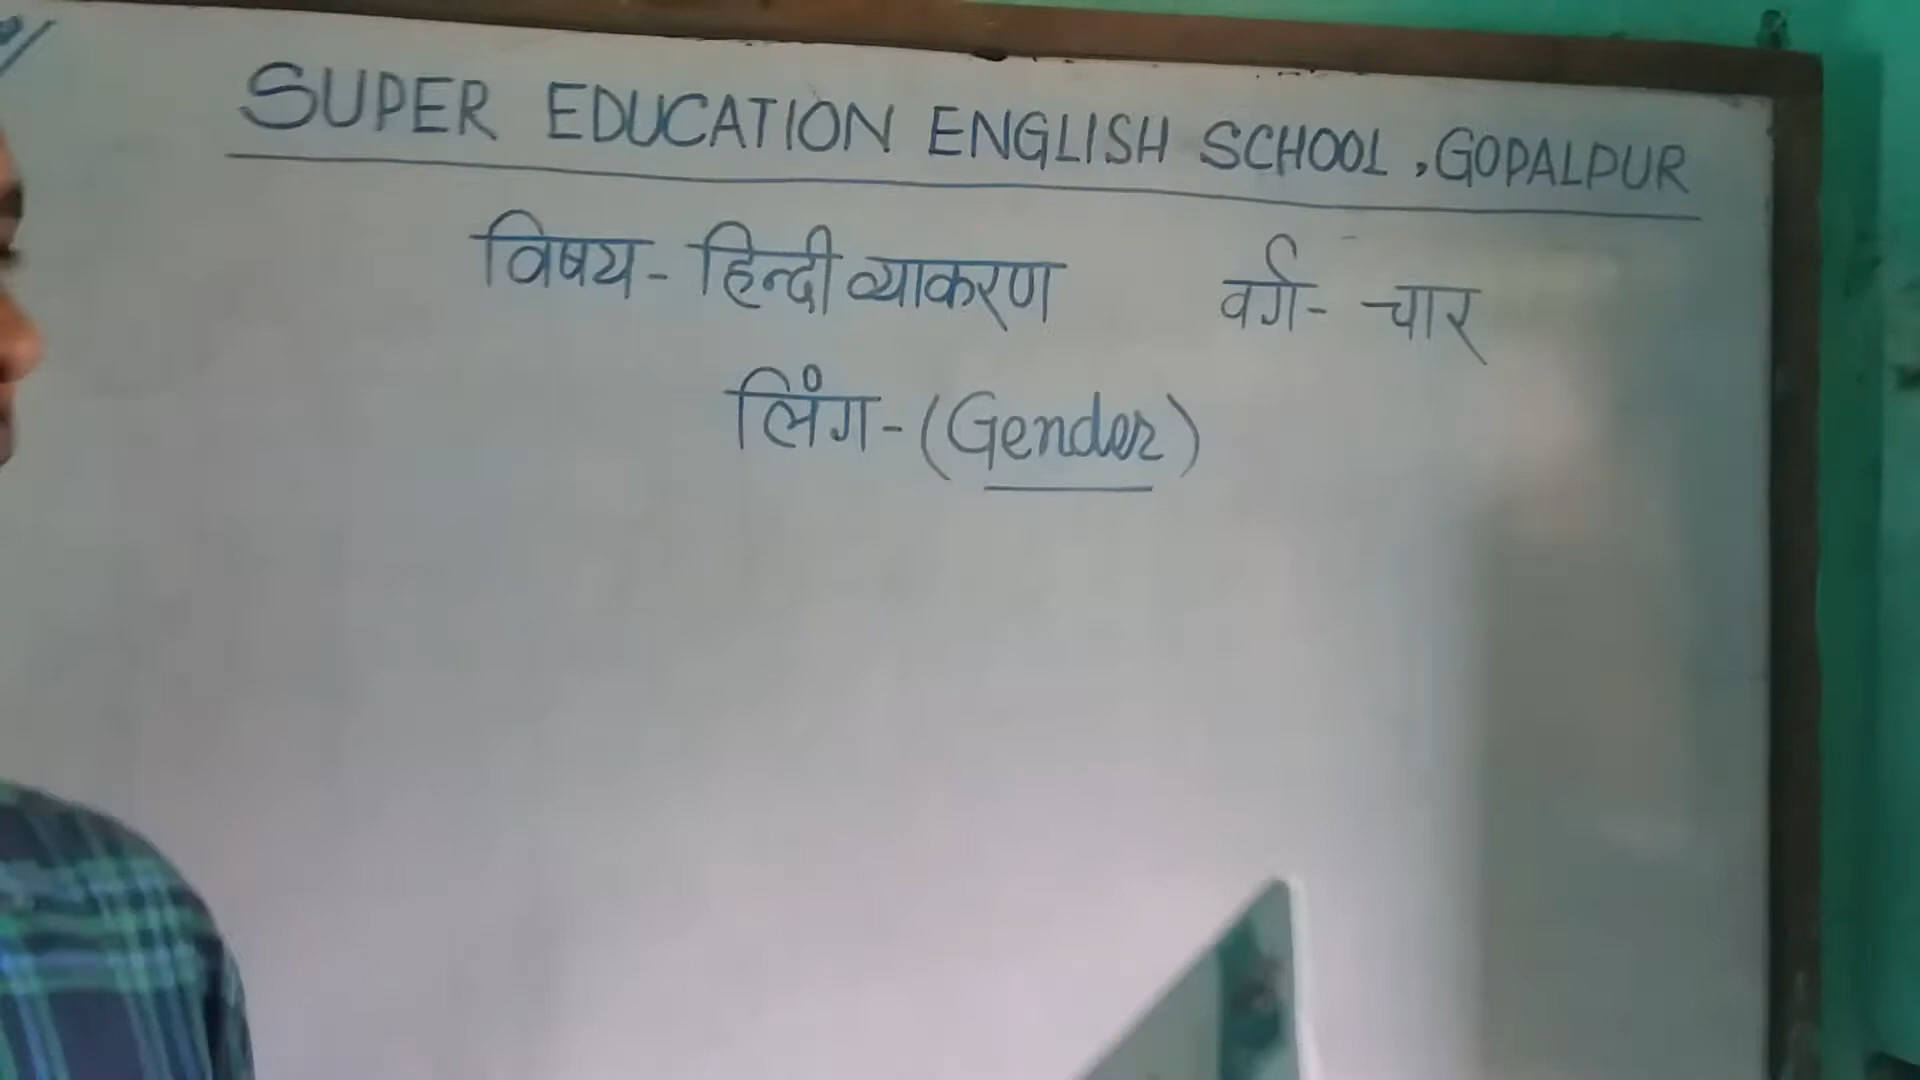 SUPER EDUCATION ENGLISH SCHOOL, GOPALPUR
विषय- हिन्दी व्याकरण वर्ग- चार
लिंग- (Gender)